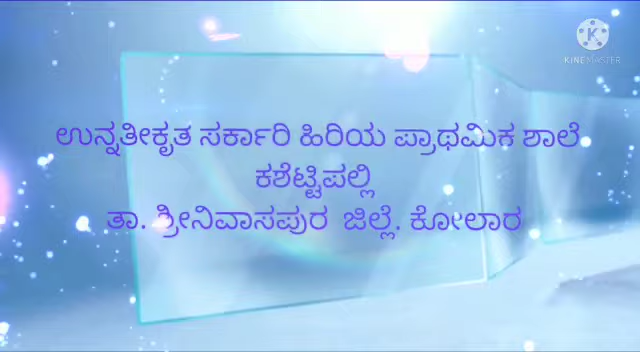 KINEMASTER
ಉನ್ನತೀಕೃತ ಸರ್ಕಾರಿ ಹಿರಿಯ ಪ್ರಾಥಮಿಕ ಶಾಲೆ
ಕಶೆಟ್ಟಿಪಲ್ಲಿ
ತಾ. ಶ್ರೀನಿವಾಸಪುರ ಜಿಲ್ಲೆ. ಕೋಲಾರ